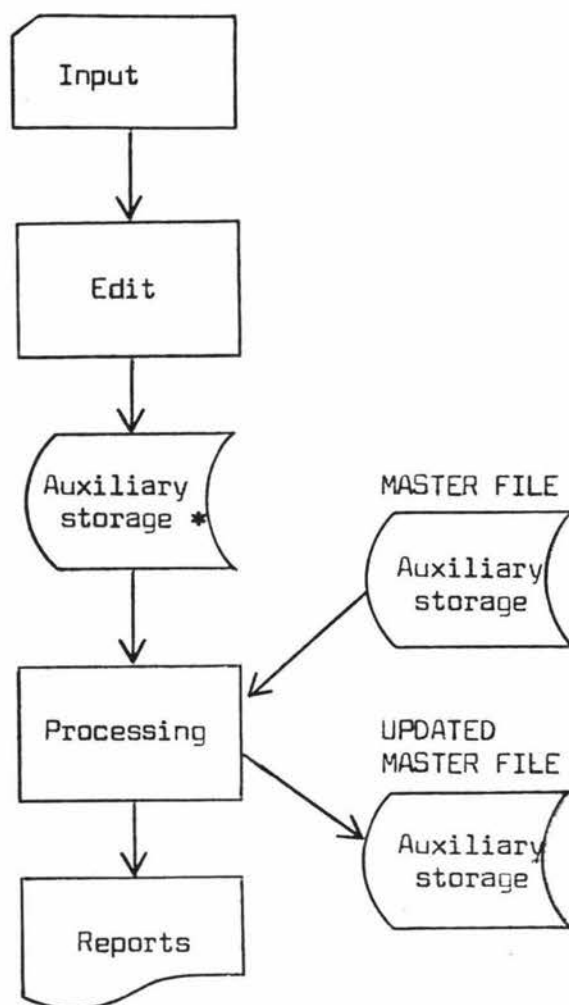 Input
Edit
Auxiliary
storage *
MASTER FILE
Auxiliary
storage
Processing
UPDATED
MASTER FILE
Auxiliary
storage
Reports